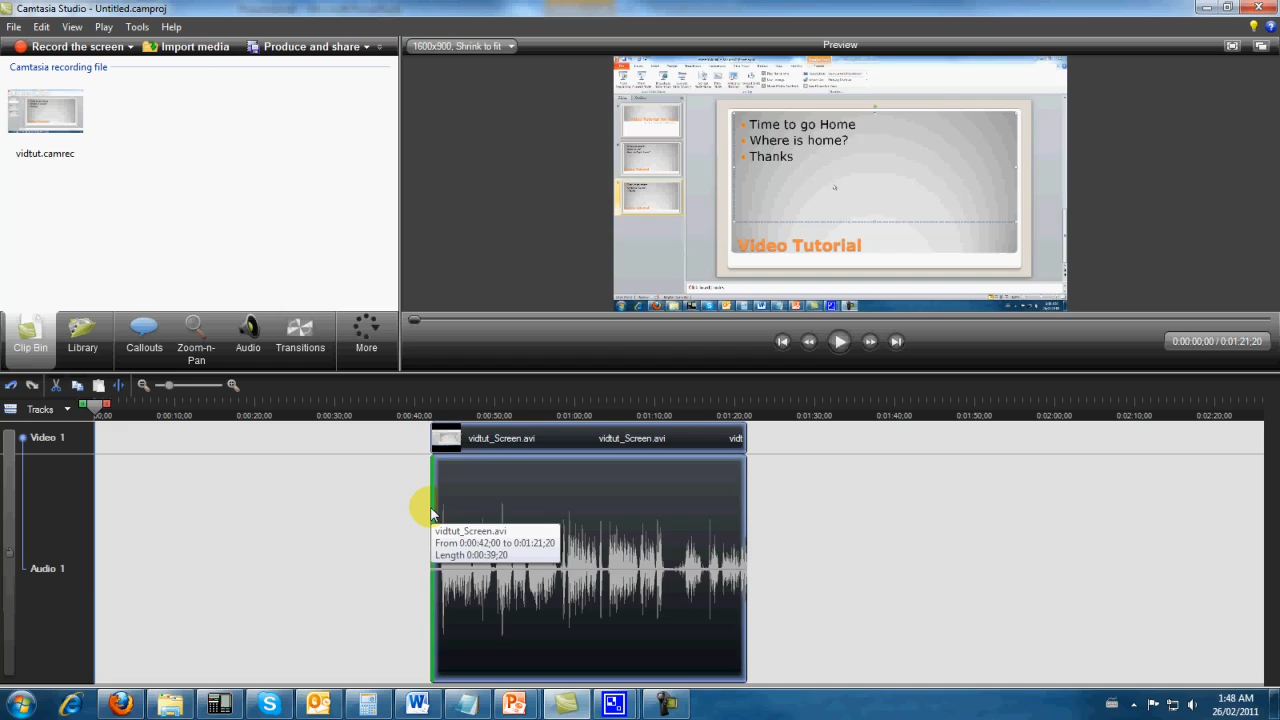 Camtasia Studio - Untitled.camproj
File Edit View Play Tools Help
Record the screen Import media Produce and share
1600x900, Shrink to fit Preview
Camtasia recording file
vidtut.camrec
Time to go Home
Where is home?
Thanks
Video Tutorial
Clip Bin Library Callouts Zoom-n-Pan Audio Transitions More
0:00:00;00 / 0:01:21;20
Tracks
0:00:10;00 0:00:20;00 0:00:30;00 0:00:40;00 0:00:50;00 0:01:00;00 0:01:10;00 0:01:20;00 0:01:30;00 0:01:40;00 0:01:50;00 0:02:00;00 0:02:10;00 0:02:20;00
Video 1
vidtut_Screen.avi vidtut_Screen.avi vidt
vidtut_Screen.avi
From 0:00:42;00 to 0:01:21;20
Length 0:00:39;20
Audio 1
1:48 AM
26/02/2011